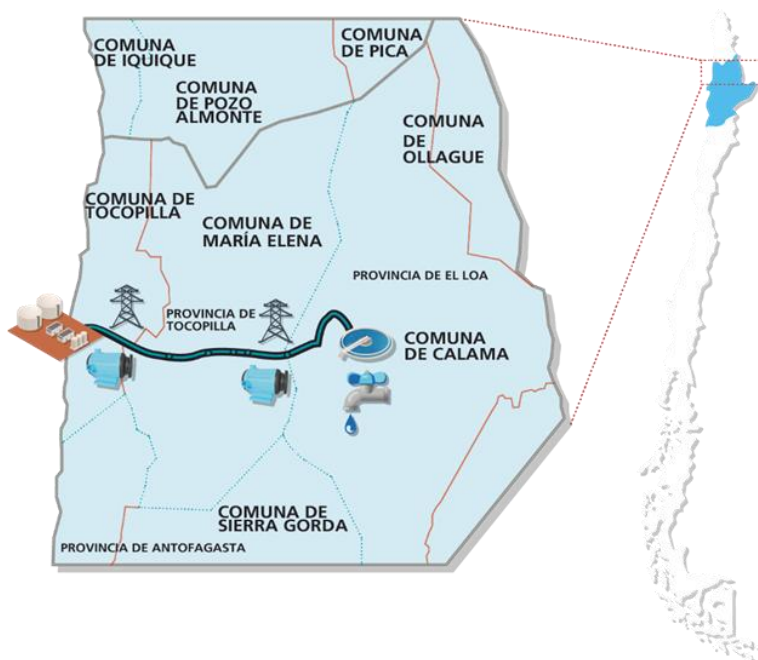 COMUNA
DE IQUIQUE
COMUNA
DE PICA
COMUNA
DE POZO
ALMONTE
COMUNA
DE
OLLAGUE
COMUNA DE
TOCOPILLA
COMUNA DE
MARÍA ELENA
PROVINCIA DE EL LOA
PROVINCIA DE
TOCOPILLA
COMUNA
DE CALAMA
COMUNA DE
SIERRA GORDA
PROVINCIA DE ANTOFAGASTA